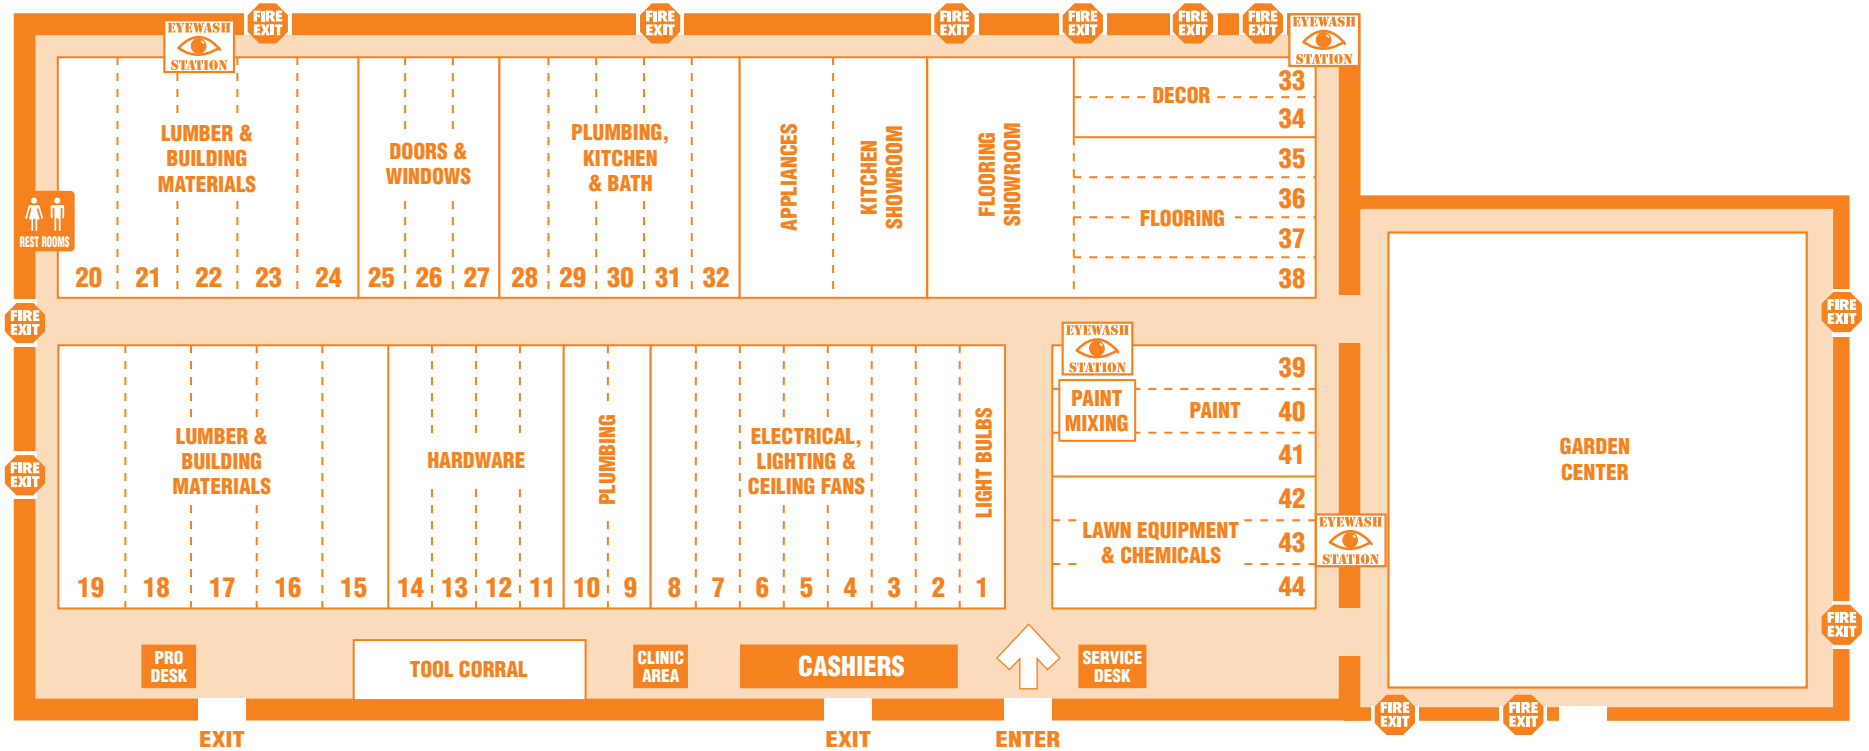 FIRE
EXIT
FIRE
EXIT
FIRE
EXIT
FIRE
EXIT
FIRE
EXIT
FIRE
EXIT
EYEWASH
STATION
EYEWASH
STATION
LUMBER &
BUILDING
MATERIALS
20
21
22
23
24
DOORS &
WINDOWS
25
26
27
PLUMBING,
KITCHEN
& BATH
28
29
30
31
32
APPLIANCES
KITCHEN
SHOWROOM
FLOORING
SHOWROOM
DECOR
33
34
FLOORING
35
36
37
38
REST ROOMS
FIRE
EXIT
FIRE
EXIT
LUMBER &
BUILDING
MATERIALS
19
18
17
16
15
HARDWARE
14
13
12
11
PLUMBING
10
9
ELECTRICAL,
LIGHTING &
CEILING FANS
8
7
6
5
4
3
2
LIGHT BULBS
1
EYEWASH
STATION
PAINT
MIXING
PAINT
39
40
41
LAWN EQUIPMENT
& CHEMICALS
42
43
44
EYEWASH
STATION
GARDEN
CENTER
FIRE
EXIT
FIRE
EXIT
FIRE
EXIT
FIRE
EXIT
PRO
DESK
TOOL CORRAL
CLINIC
AREA
CASHIERS
SERVICE
DESK
EXIT
EXIT
ENTER